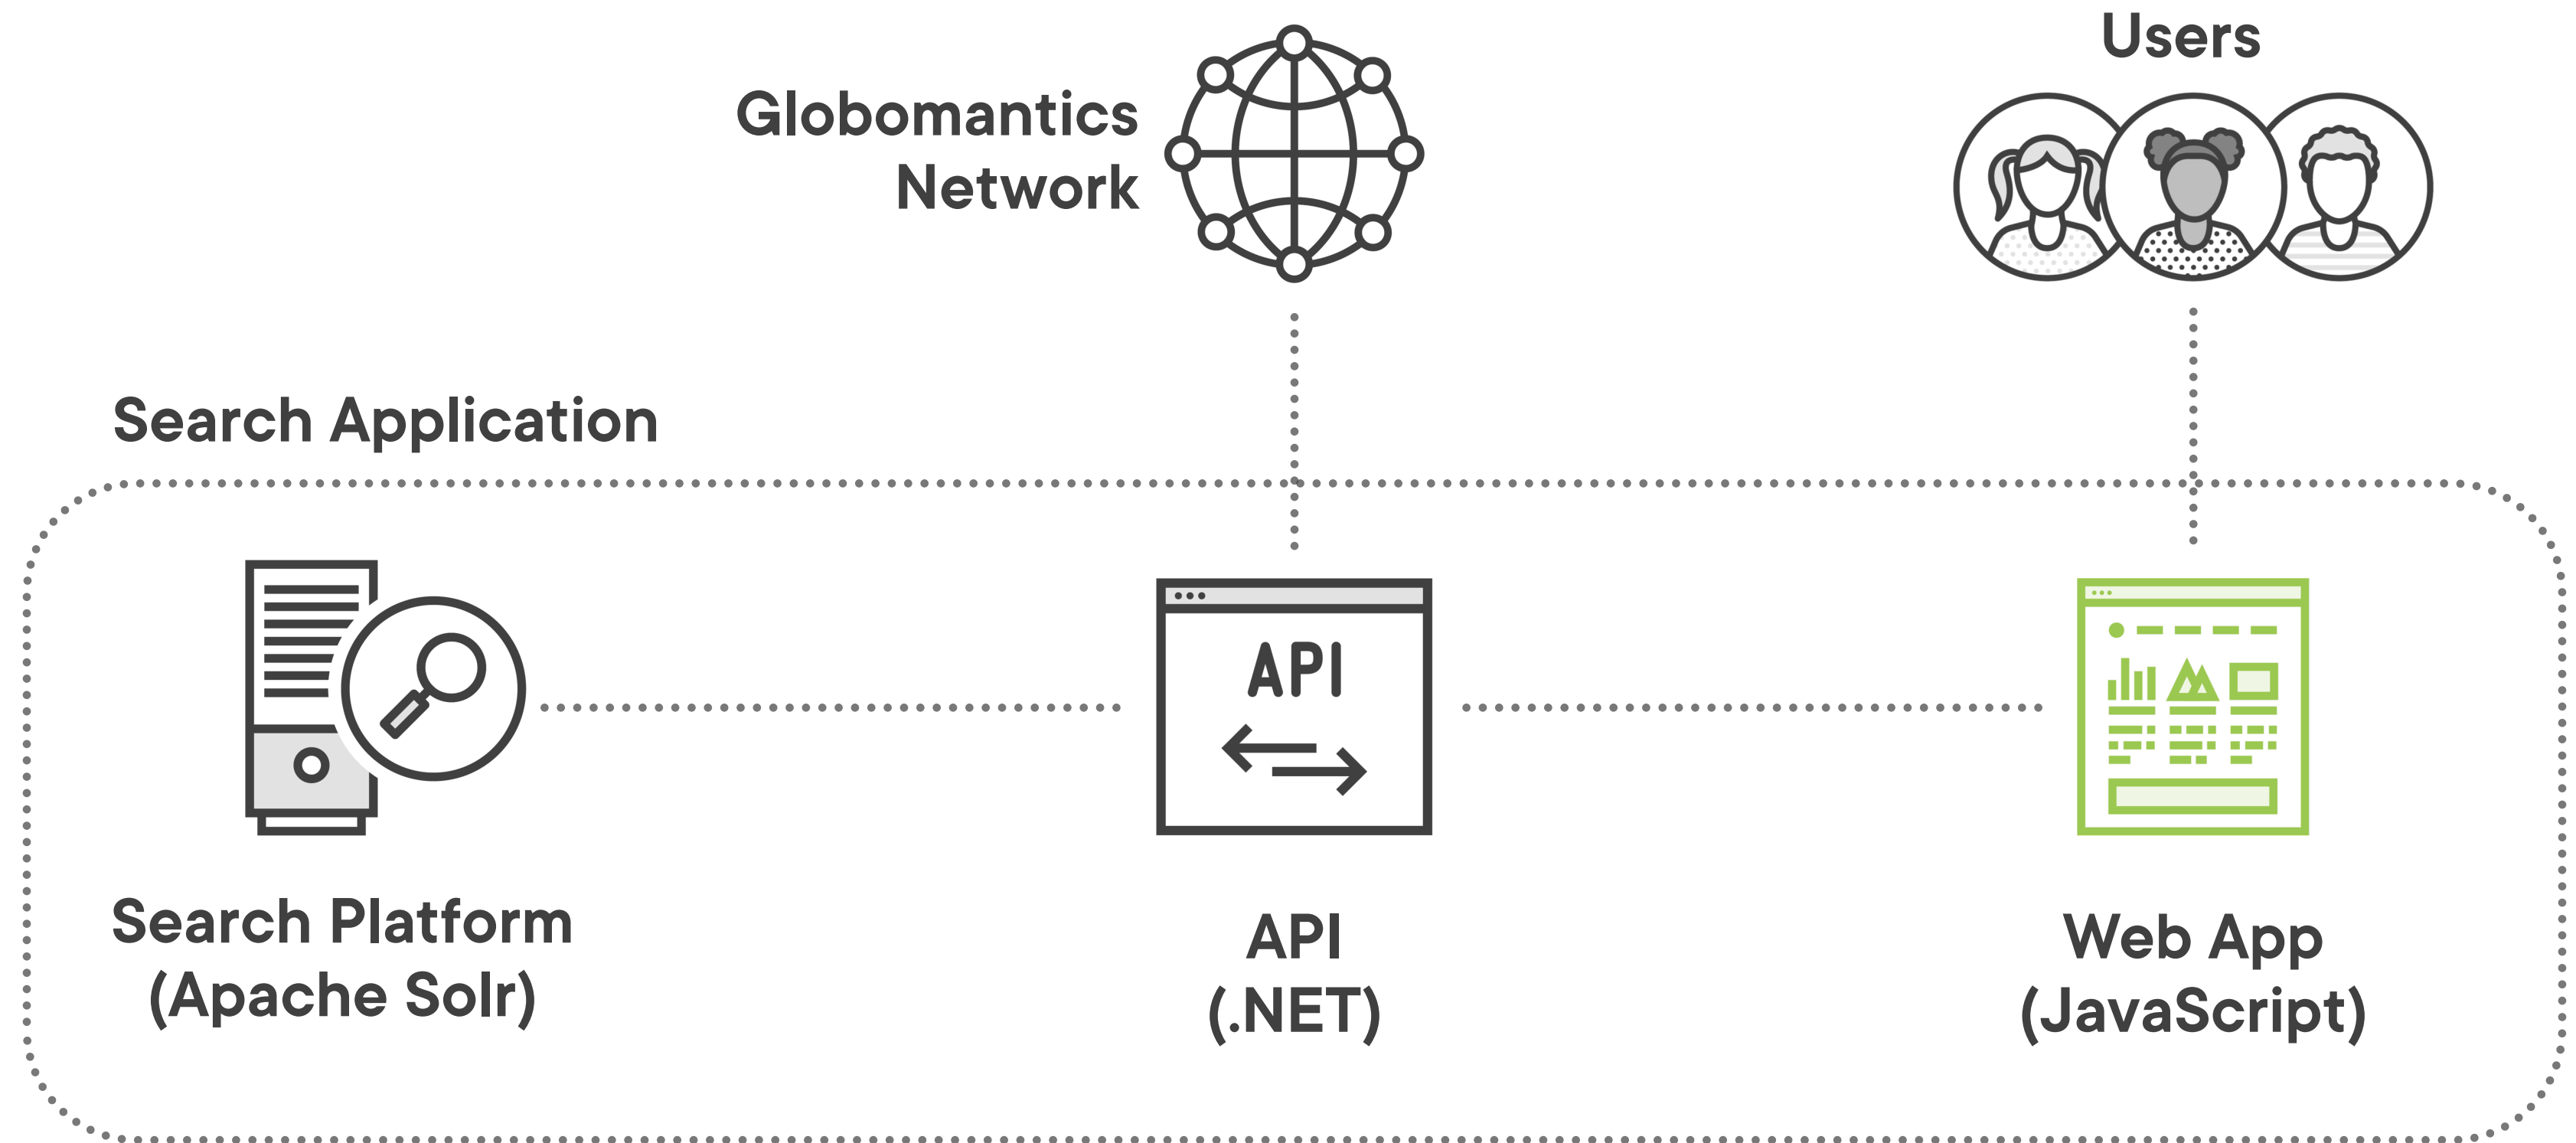 Users
Globomantics
Network
Search Application
API
Search Platform
(Apache Solr)
API
(.NET)
Web App
(JavaScript)